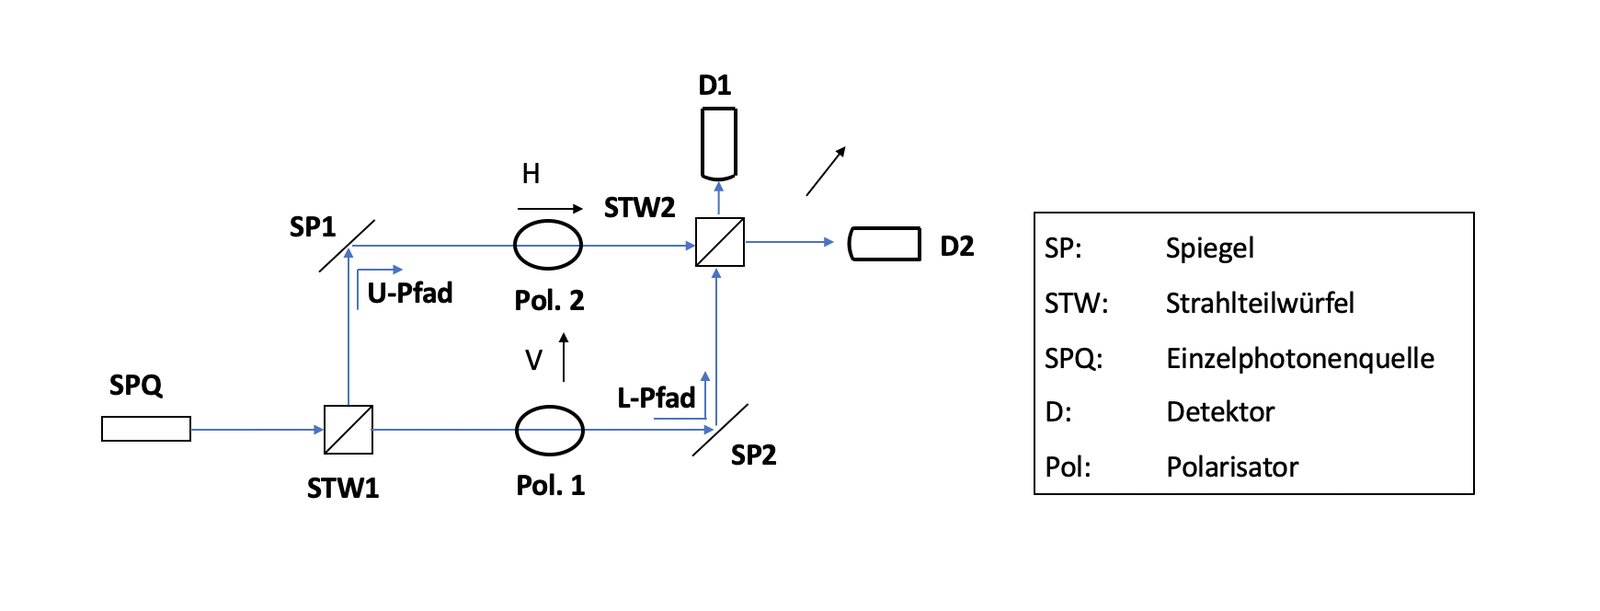 D1
H
STW2
SP1
D2
U-Pfad
Pol. 2
V
SPQ
L-Pfad
SP2
STW1
Pol. 1
SP: Spiegel
STW: Strahlteilwürfel
SPQ: Einzelphotonenquelle
D: Detektor
Pol: Polarisator